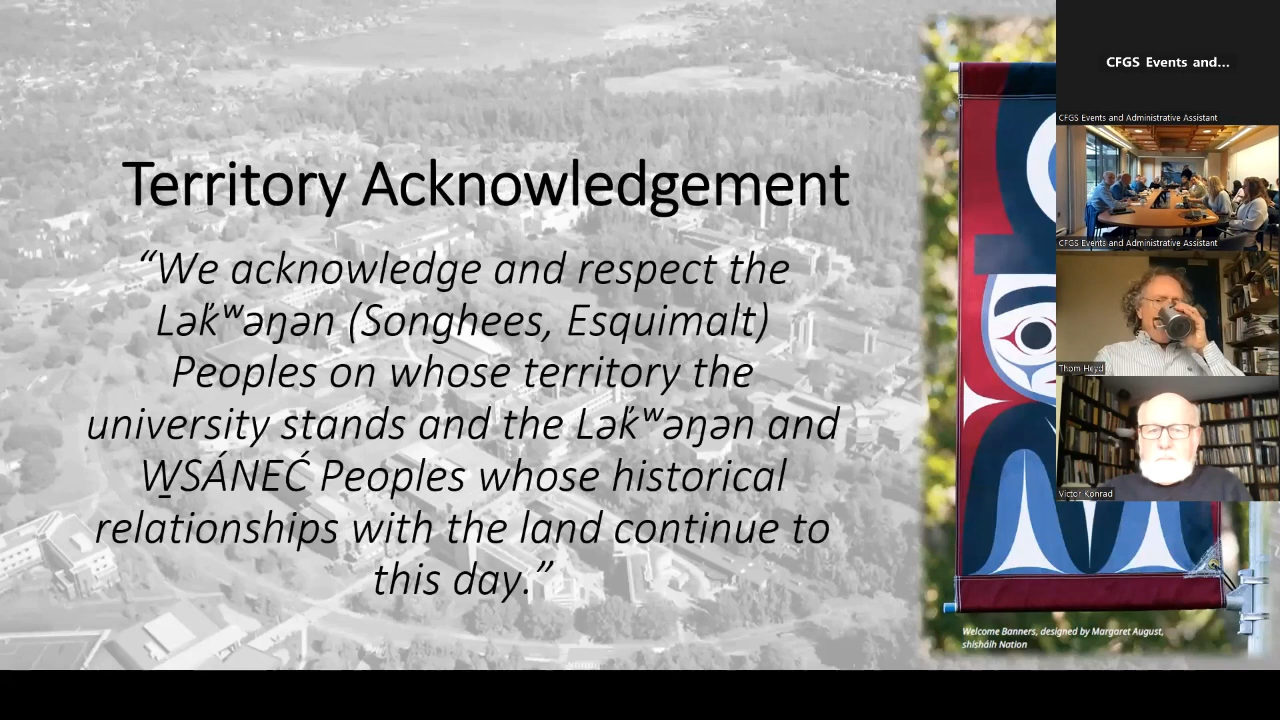 Territory Acknowledgement
“We acknowledge and respect the
Lək̓ʷəŋən (Songhees, Esquimalt)
Peoples on whose territory the
university stands and the Lək̓ʷəŋən and
W̱SÁNEĆ Peoples whose historical
relationships with the land continue to
this day.”
Welcome Banners, designed by Margaret August,
shíshálh Nation
CFGS Events and...
CFGS Events and Administrative Assistant
CFGS Events and Administrative Assistant
Thom Heyd
Victor Konrad